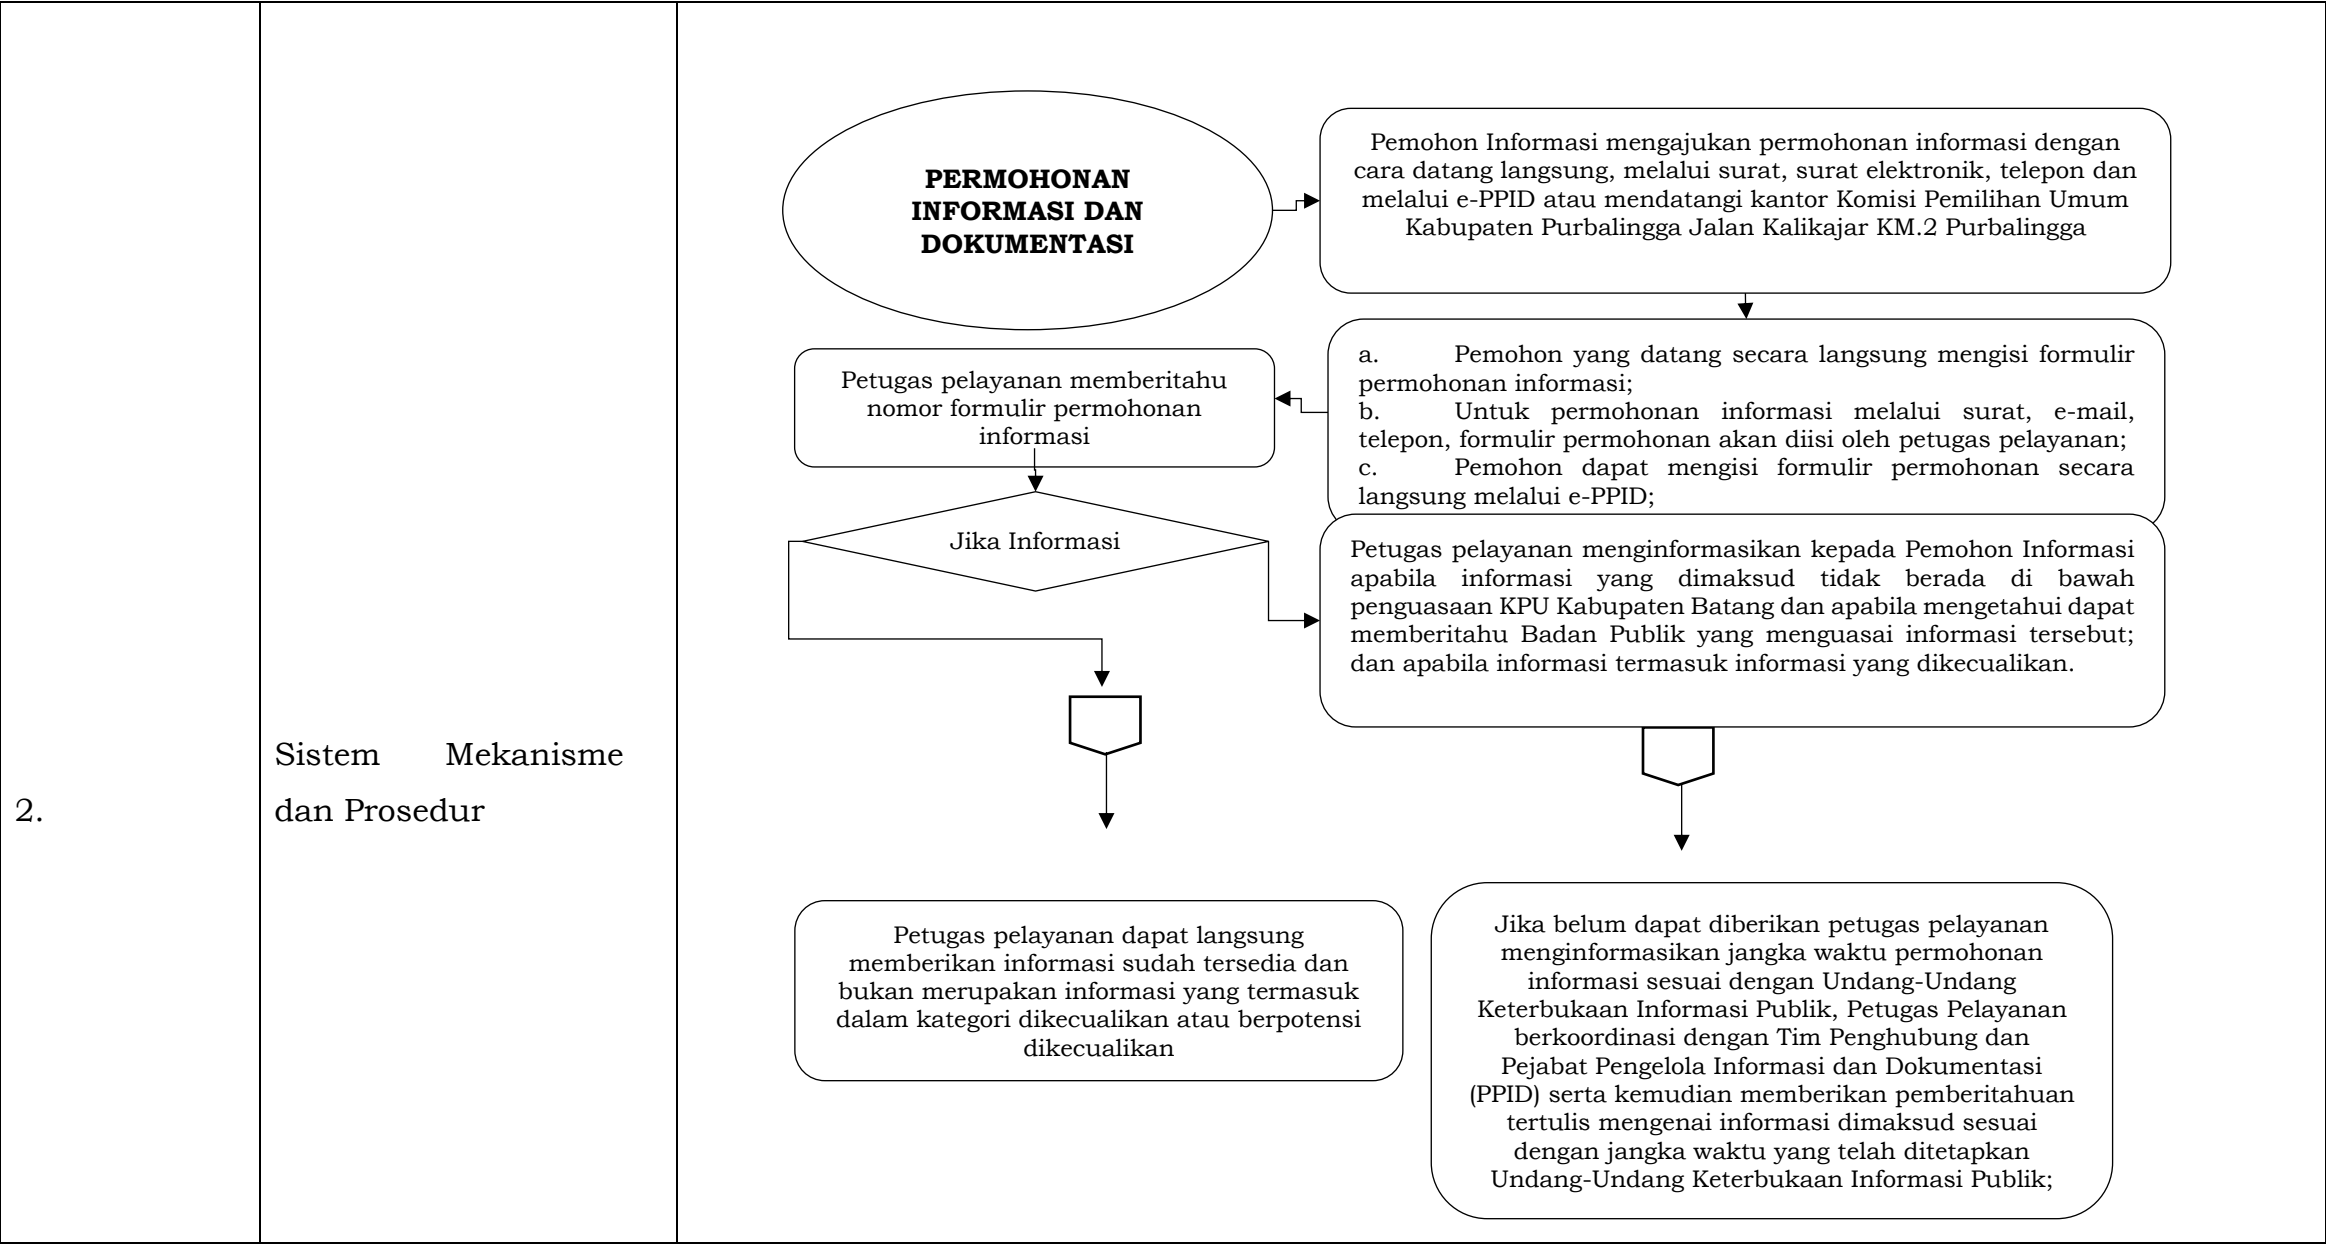 2.
Sistem Mekanisme
dan Prosedur
PERMOHONAN
INFORMASI DAN
DOKUMENTASI
Pemohon Informasi mengajukan permohonan informasi dengan
cara datang langsung, melalui surat, surat elektronik, telepon dan
melalui e-PPID atau mendatangi kantor Komisi Pemilihan Umum
Kabupaten Purbalingga Jalan Kalikajar KM.2 Purbalingga
a. Pemohon yang datang secara langsung mengisi formulir
permohonan informasi;
b. Untuk permohonan informasi melalui surat, e-mail,
telepon, formulir permohonan akan diisi oleh petugas pelayanan;
c. Pemohon dapat mengisi formulir permohonan secara
langsung melalui e-PPID;
Petugas pelayanan memberitahu
nomor formulir permohonan
informasi
Jika Informasi
Petugas pelayanan menginformasikan kepada Pemohon Informasi
apabila informasi yang dimaksud tidak berada di bawah
penguasaan KPU Kabupaten Batang dan apabila mengetahui dapat
memberitahu Badan Publik yang menguasai informasi tersebut;
dan apabila informasi termasuk informasi yang dikecualikan.
Petugas pelayanan dapat langsung
memberikan informasi sudah tersedia dan
bukan merupakan informasi yang termasuk
dalam kategori dikecualikan atau berpotensi
dikecualikan
Jika belum dapat diberikan petugas pelayanan
menginformasikan jangka waktu permohonan
informasi sesuai dengan Undang-Undang
Keterbukaan Informasi Publik, Petugas Pelayanan
berkoordinasi dengan Tim Penghubung dan
Pejabat Pengelola Informasi dan Dokumentasi
(PPID) serta kemudian memberikan pemberitahuan
tertulis mengenai informasi dimaksud sesuai
dengan jangka waktu yang telah ditetapkan
Undang-Undang Keterbukaan Informasi Publik;